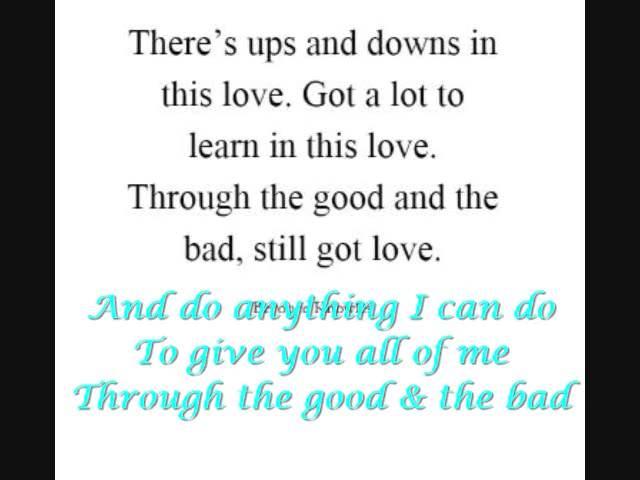 There's ups and downs in
this love. Got a lot to
learn in this love.
Through the good and the
bad, still got love.
And do anything I can do
To give you all of me
Through the good & the bad